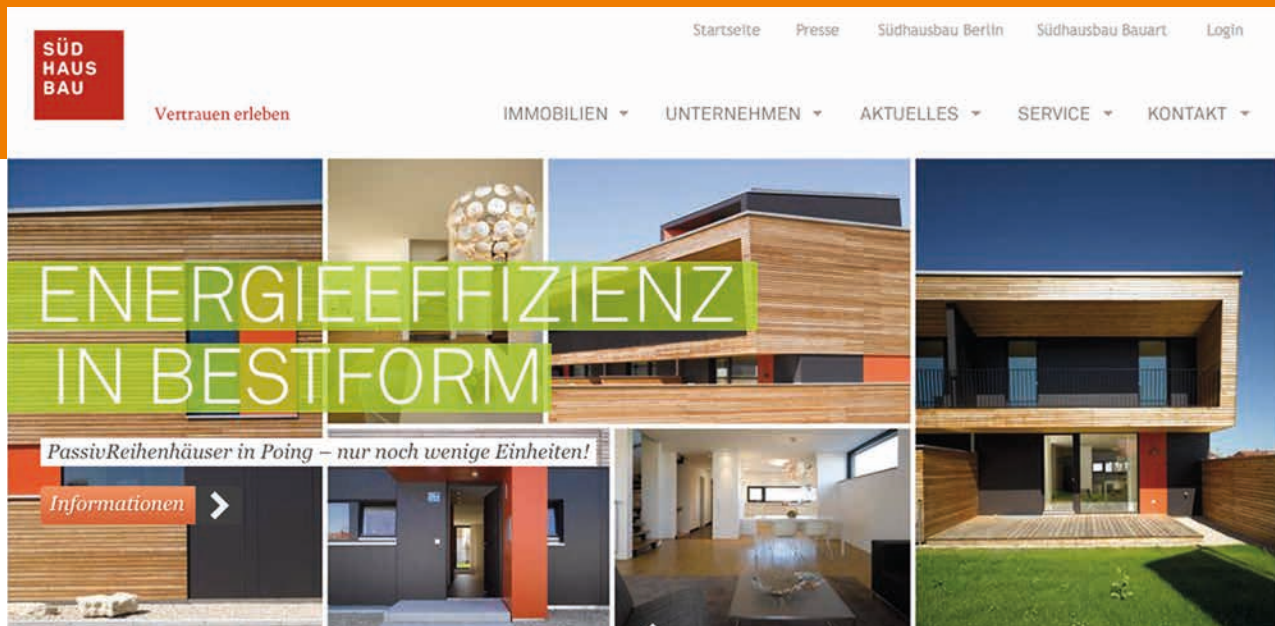 SÜD
HAUS
BAU
Vertrauen erleben
Startseite Presse Südhausbau Berlin Südhausbau Bauart Login
IMMOBILIEN UNTERNEHMEN AKTUELLES SERVICE KONTAKT
ENERGIEEFFIZIENZ
IN BESTFORM
PassivReihenhäuser in Poing – nur noch wenige Einheiten!
Informationen